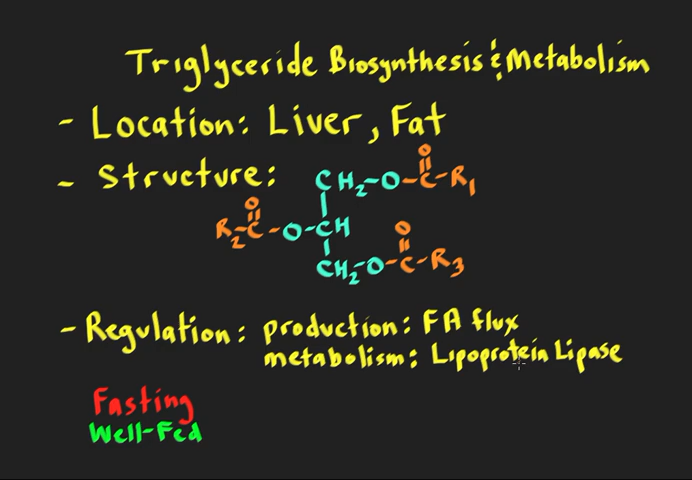 Triglyceride Biosynthesis & Metabolism
- Location: Liver, Fat
- Structure:
CH₂-O-C-R₁
O
R₂-C-O-CH
O
CH₂-O-C-R₃
O
- Regulation: production: FA flux
metabolism: Lipoprotein Lipase
Fasting
Well-Fed